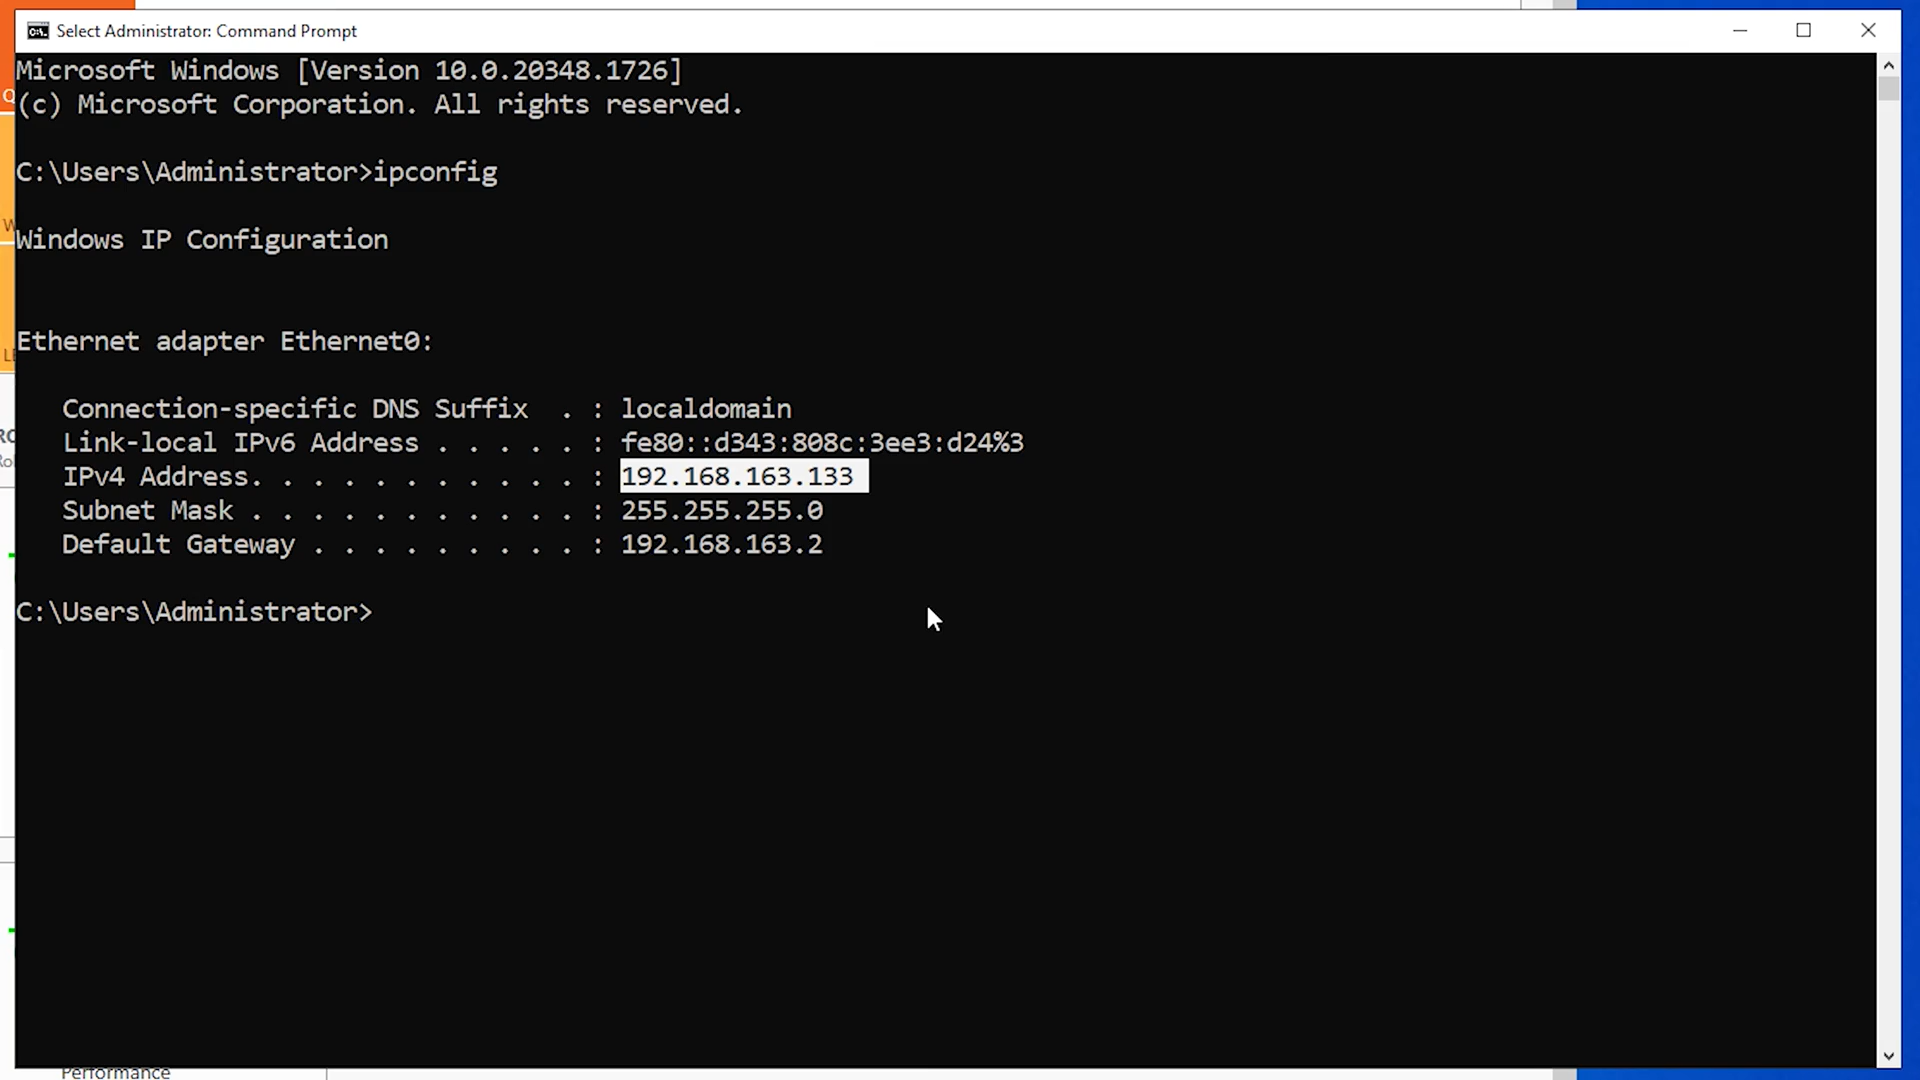 Select Administrator: Command Prompt
Microsoft Windows [Version 10.0.20348.1726]
(c) Microsoft Corporation. All rights reserved.
C:\Users\Administrator>ipconfig
Windows IP Configuration
Ethernet adapter Ethernet0:
Connection-specific DNS Suffix  . : localdomain
Link-local IPv6 Address . . . . . : fe80::d343:808c:3ee3:d24%3
IPv4 Address. . . . . . . . . . . : 192.168.163.133
Subnet Mask . . . . . . . . . . . : 255.255.255.0
Default Gateway . . . . . . . . . : 192.168.163.2
C:\Users\Administrator>
Performance